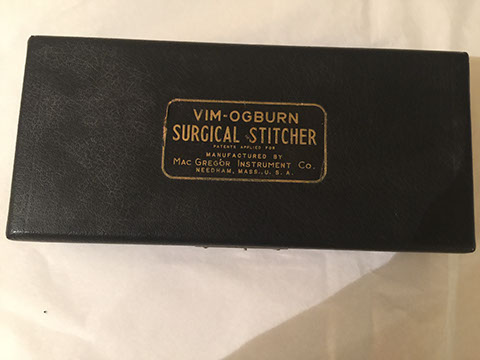 VIM-OGBURN
SURGICAL STITCHER
PATENTS APPLIED FOR
MANUFACTURED BY
MAC GREGOR INSTRUMENT CO.
NEEDHAM, MASS., U. S. A.